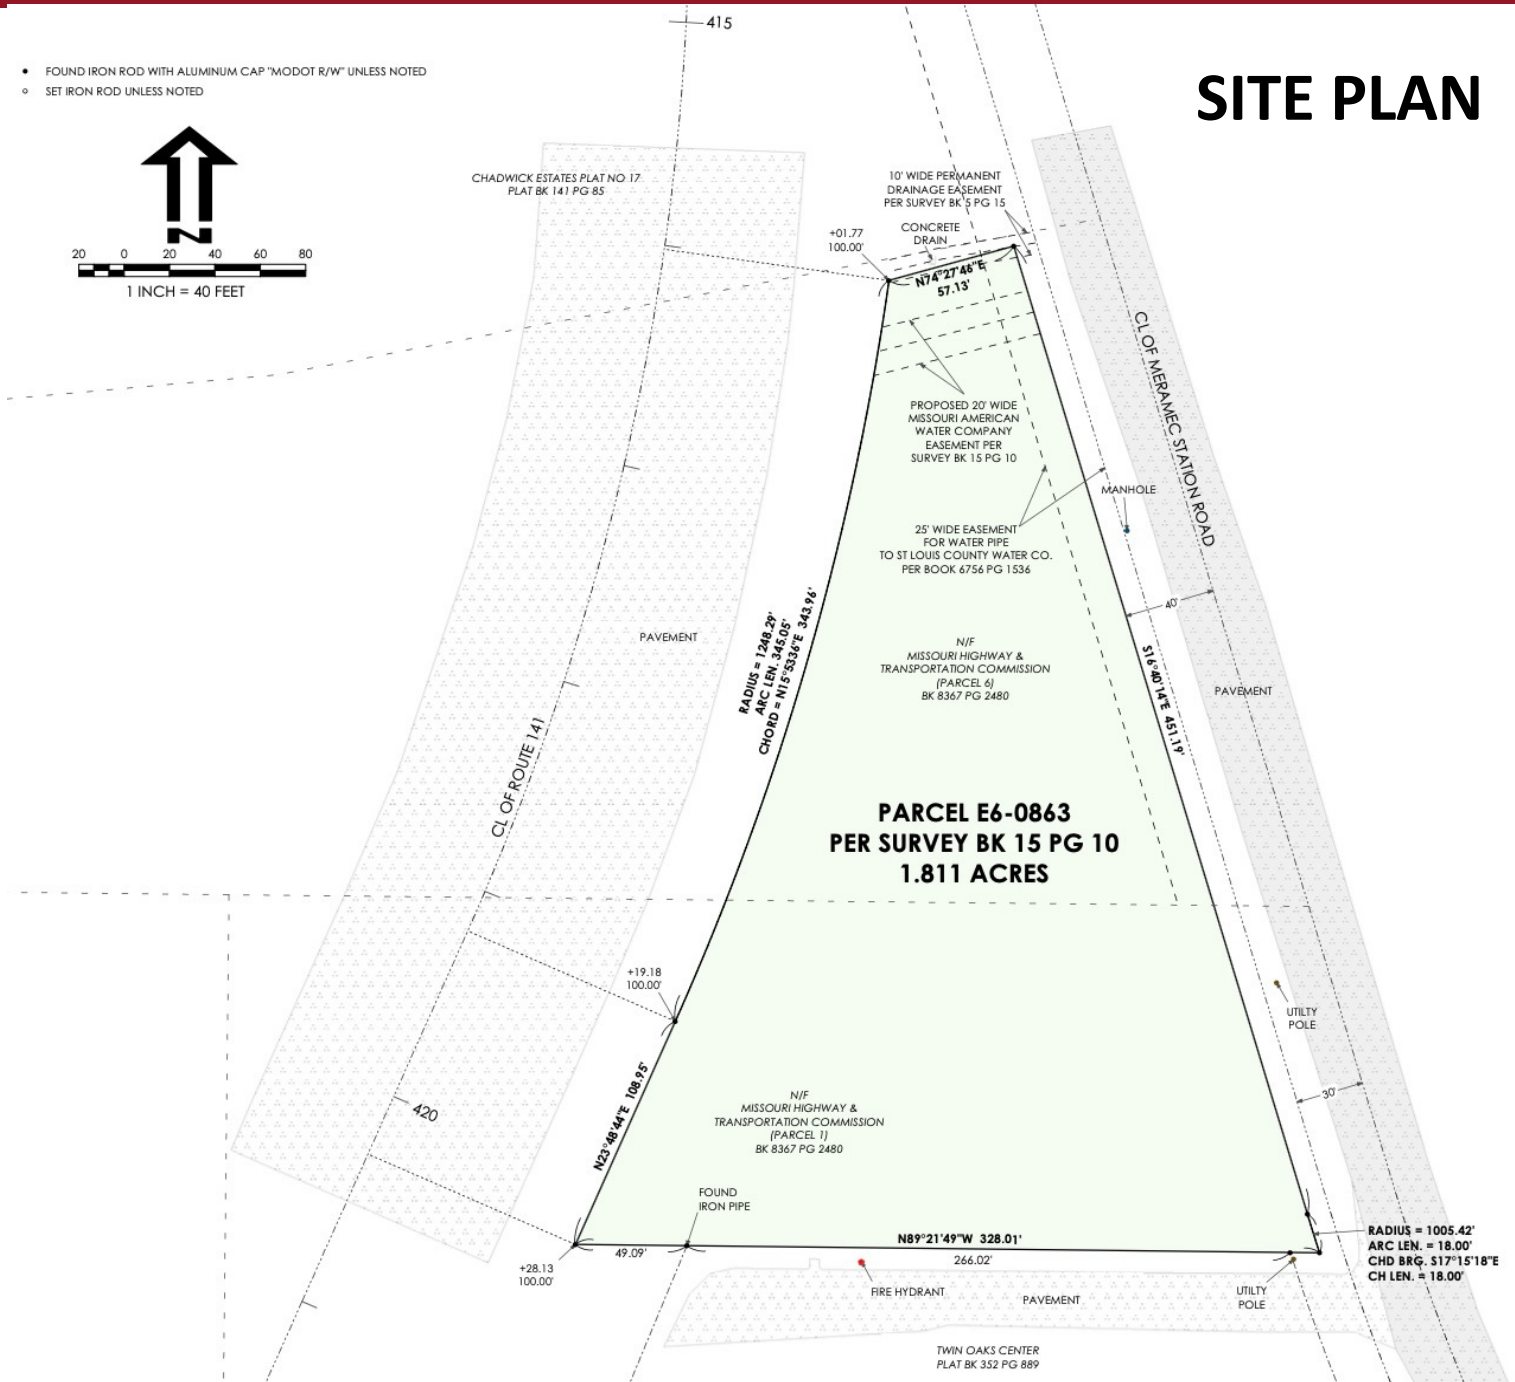 415
FOUND IRON ROD WITH ALUMINUM CAP "MODOT R/W" UNLESS NOTED
SET IRON ROD UNLESS NOTED
SITE PLAN
N
20 0 20 40 60 80
1 INCH = 40 FEET
CHADWICK ESTATES PLAT NO 17
PLAT BK 141 PG 85
10' WIDE PERMANENT
DRAINAGE EASEMENT
PER SURVEY BK 5 PG 15
CONCRETE
DRAIN
+01.77
100.00'
N74°27'46"E
57.13'
CL OF MERAMEC STATION ROAD
PROPOSED 20' WIDE
MISSOURI AMERICAN
WATER COMPANY
EASEMENT PER
SURVEY BK 15 PG 10
MANHOLE
25' WIDE EASEMENT
FOR WATER PIPE
TO ST LOUIS COUNTY WATER CO.
PER BOOK 6756 PG 1536
40'
RADIUS = 1248.29'
ARC LEN. 345.05'
CHORD = N15°5336"E 343.96'
PAVEMENT
N/F
MISSOURI HIGHWAY &
TRANSPORTATION COMMISSION
(PARCEL 6)
BK 8367 PG 2480
S16°40'14"E 451.19'
PAVEMENT
CL OF ROUTE 141
PARCEL E6-0863
PER SURVEY BK 15 PG 10
1.811 ACRES
+19.18
100.00'
UTILTY
POLE
30'
420
N23°48'44"E 108.95'
N/F
MISSOURI HIGHWAY &
TRANSPORTATION COMMISSION
(PARCEL 1)
BK 8367 PG 2480
FOUND
IRON PIPE
N89°21'49"W 328.01'
49.09'
266.02'
RADIUS = 1005.42'
ARC LEN. = 18.00'
CHD BRG. S17°15'18"E
CH LEN. = 18.00'
+28.13
100.00'
FIRE HYDRANT
PAVEMENT
UTILTY
POLE
TWIN OAKS CENTER
PLAT BK 352 PG 889